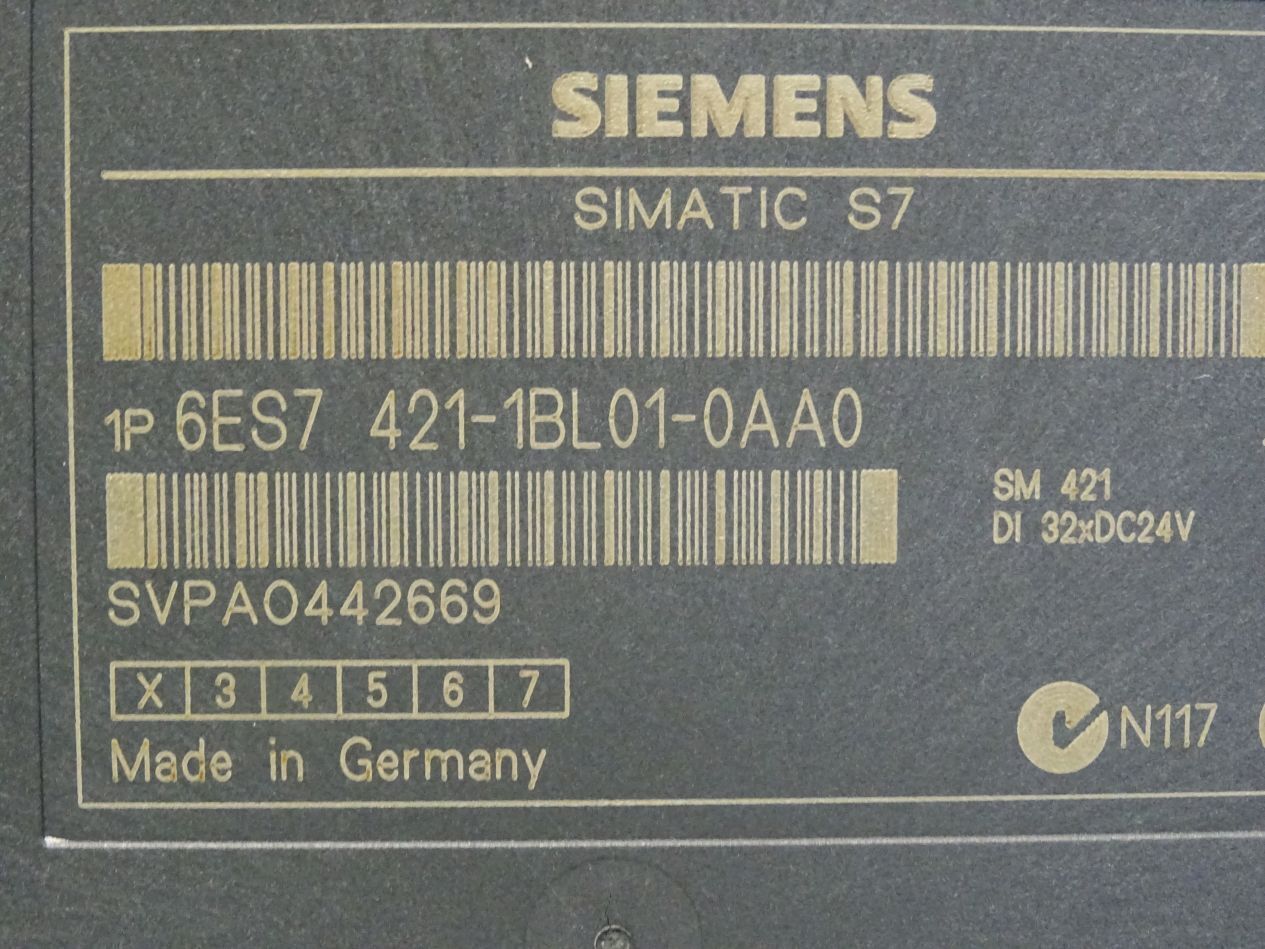 SIEMENS
SIMATIC S7
1P 6ES7 421-1BL01-0AA0
SM 421
DI 32xDC24V
SVPA0442669
X 3 4 5 6 7
N117
Made in Germany